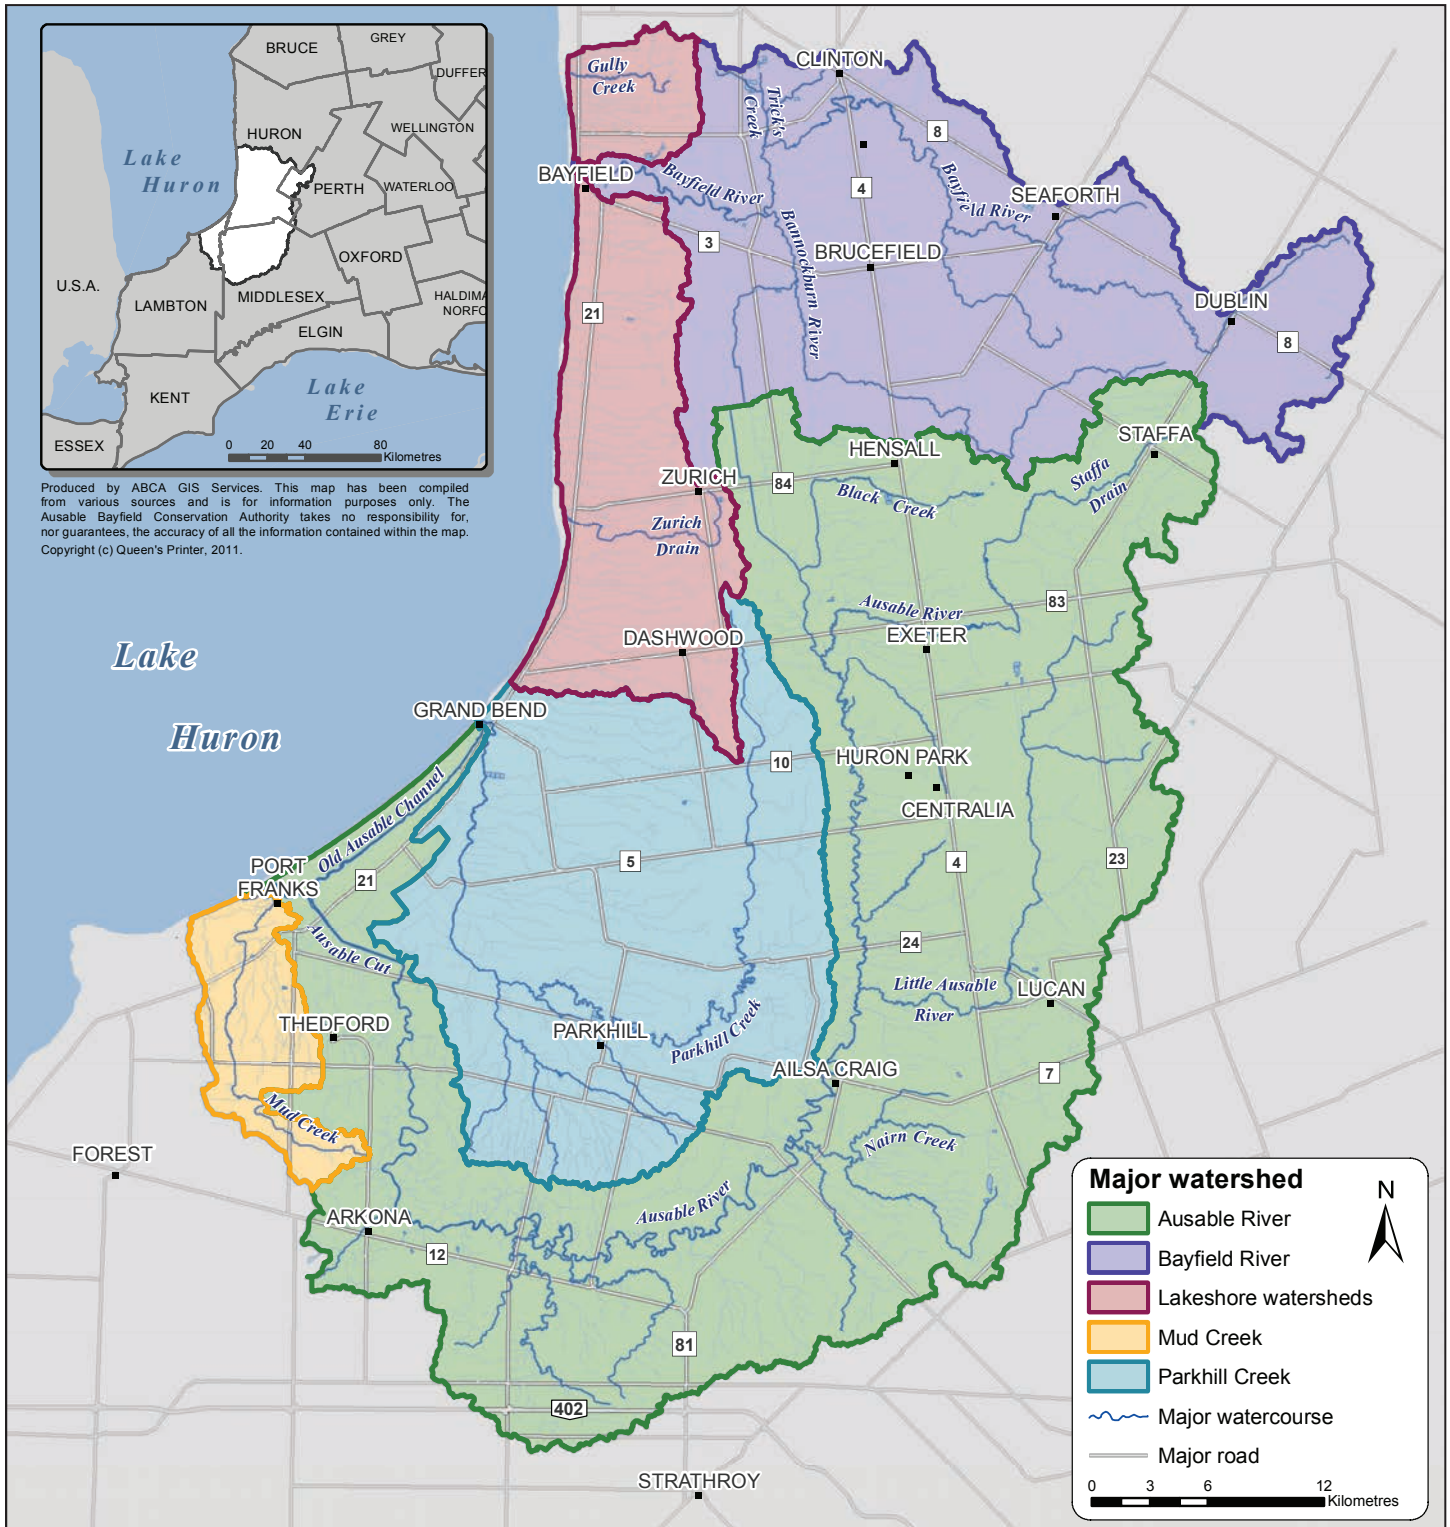 BRUCE
GREY
DUFFER
WELLINGTON
HURON
Lake
Huron
PERTH
WATERLOO
OXFORD
U.S.A.
LAMBTON
MIDDLESEX
HALDIMA
NORFO
ELGIN
KENT
Lake
Erie
ESSEX
0 20 40 80
Kilometres
Produced by ABCA GIS Services. This map has been compiled
from various sources and is for information purposes only. The
Ausable Bayfield Conservation Authority takes no responsibility for,
nor guarantees, the accuracy of all the information contained within the map.
Copyright (c) Queen's Printer, 2011.
Gully
Creek
CLINTON
Trick's
Creek
8
BAYFIELD
Bayfield River
4
Bayfield River
SEAFORTH
3
Bannockburn River
BRUCEFIELD
21
DUBLIN
8
STAFFA
HENSALL
ZURICH
84
Black Creek
Staffa
Drain
Zurich
Drain
83
Ausable River
DASHWOOD
EXETER
Lake
Huron
GRAND BEND
10
HURON PARK
CENTRALIA
Old Ausable Channel
PORT
FRANKS
21
5
4
23
Ausable Cut
24
Little Ausable
River
LUCAN
THEDFORD
PARKHILL
Parkhill Creek
AILSA CRAIG
7
Mud Creek
Nairn Creek
FOREST
ARKONA
Ausable River
12
81
402
STRATHROY
Major watershed
N
Ausable River
Bayfield River
Lakeshore watersheds
Mud Creek
Parkhill Creek
Major watercourse
Major road
0 3 6 12
Kilometres